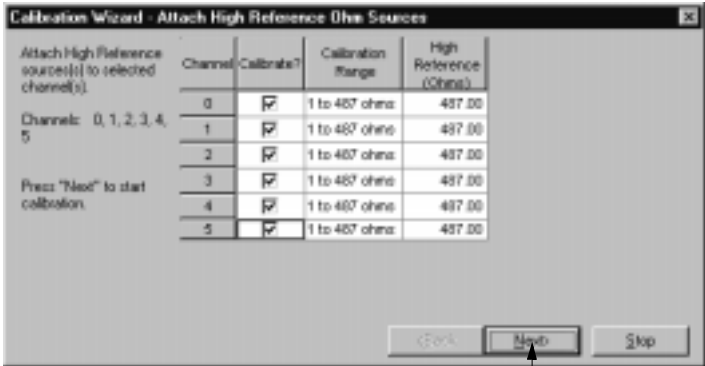 Calibration Wizard - Attach High Reference Ohm Sources
Attach High Reference
sources(s) to selected
channel(s).
Channels: 0, 1, 2, 3, 4,
5
Press "Next" to start
calibration.
Channel Calibrate? Calibration Range High Reference (Ohms)
0 1 to 487 ohms 487.00
1 1 to 487 ohms 487.00
2 1 to 487 ohms 487.00
3 1 to 487 ohms 487.00
4 1 to 487 ohms 487.00
5 1 to 487 ohms 487.00
<Back Next> Stop